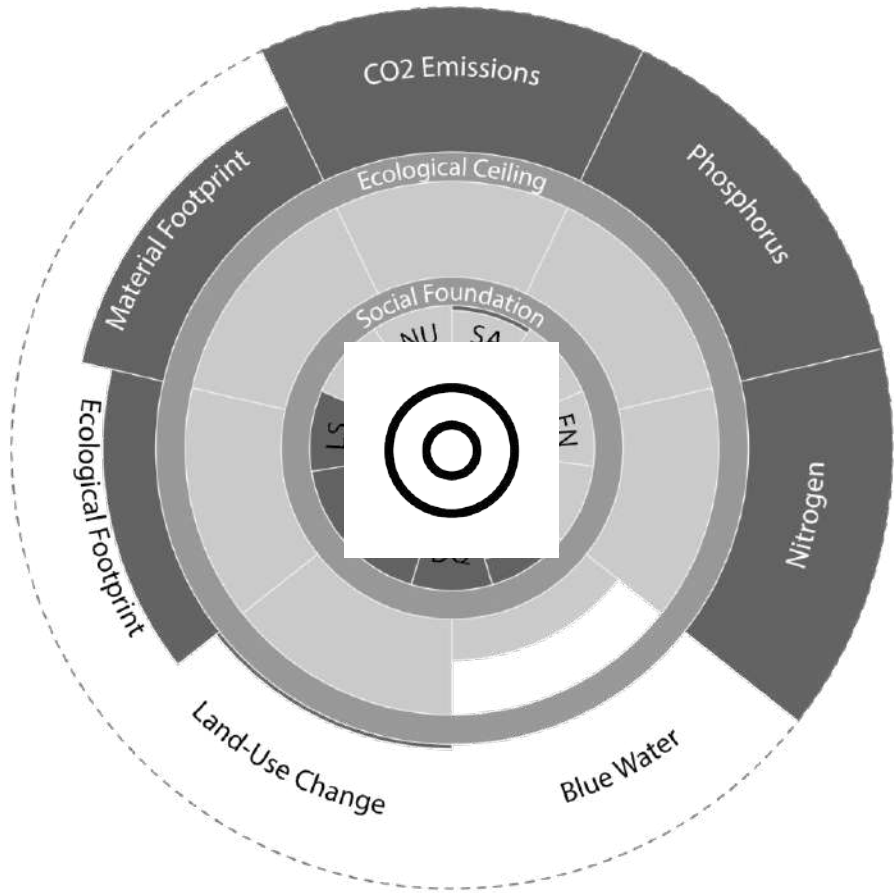 CO2 Emissions
Phosphorus
Ecological Ceiling
Material Footprint
Social Foundation
NU
SA
EN
Ecological Footprint
Nitrogen
Land-Use Change
Blue Water